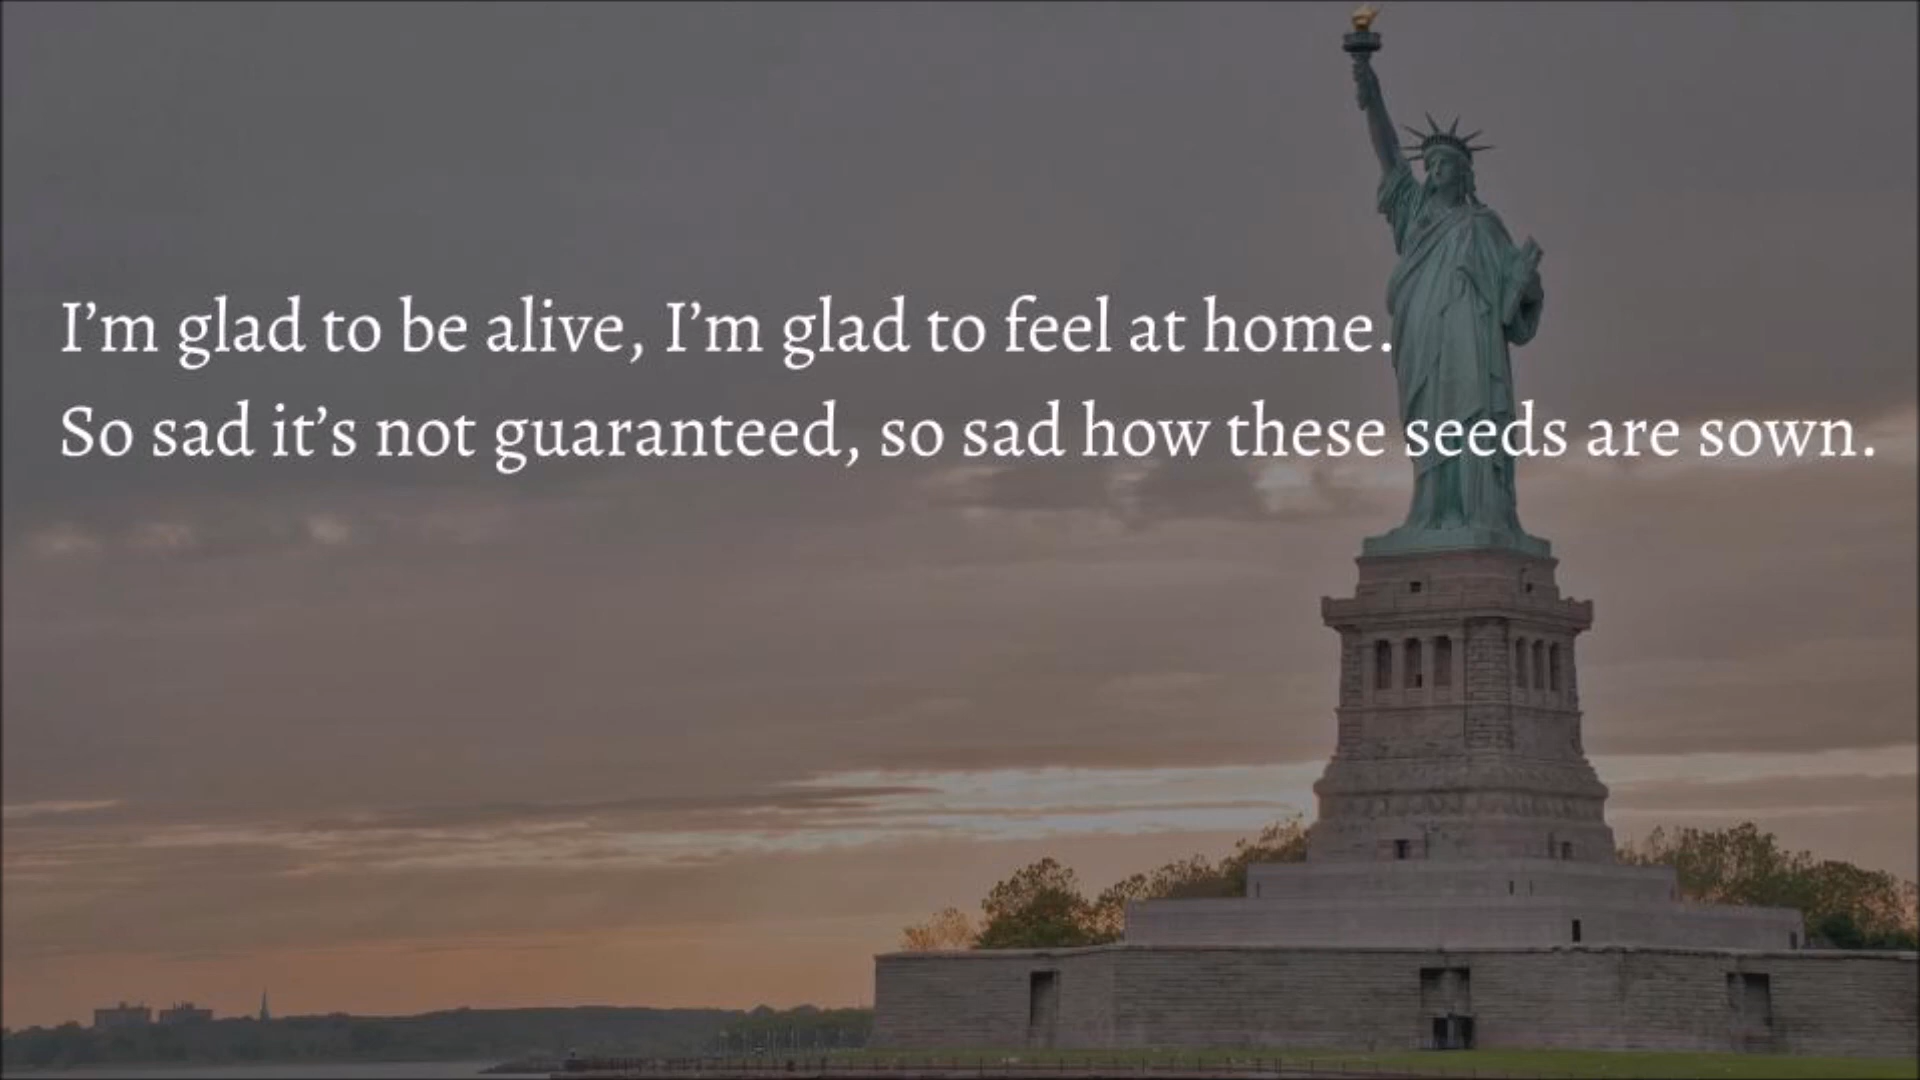 I’m glad to be alive, I’m glad to feel at home.
So sad it’s not guaranteed, so sad how these seeds are sown.